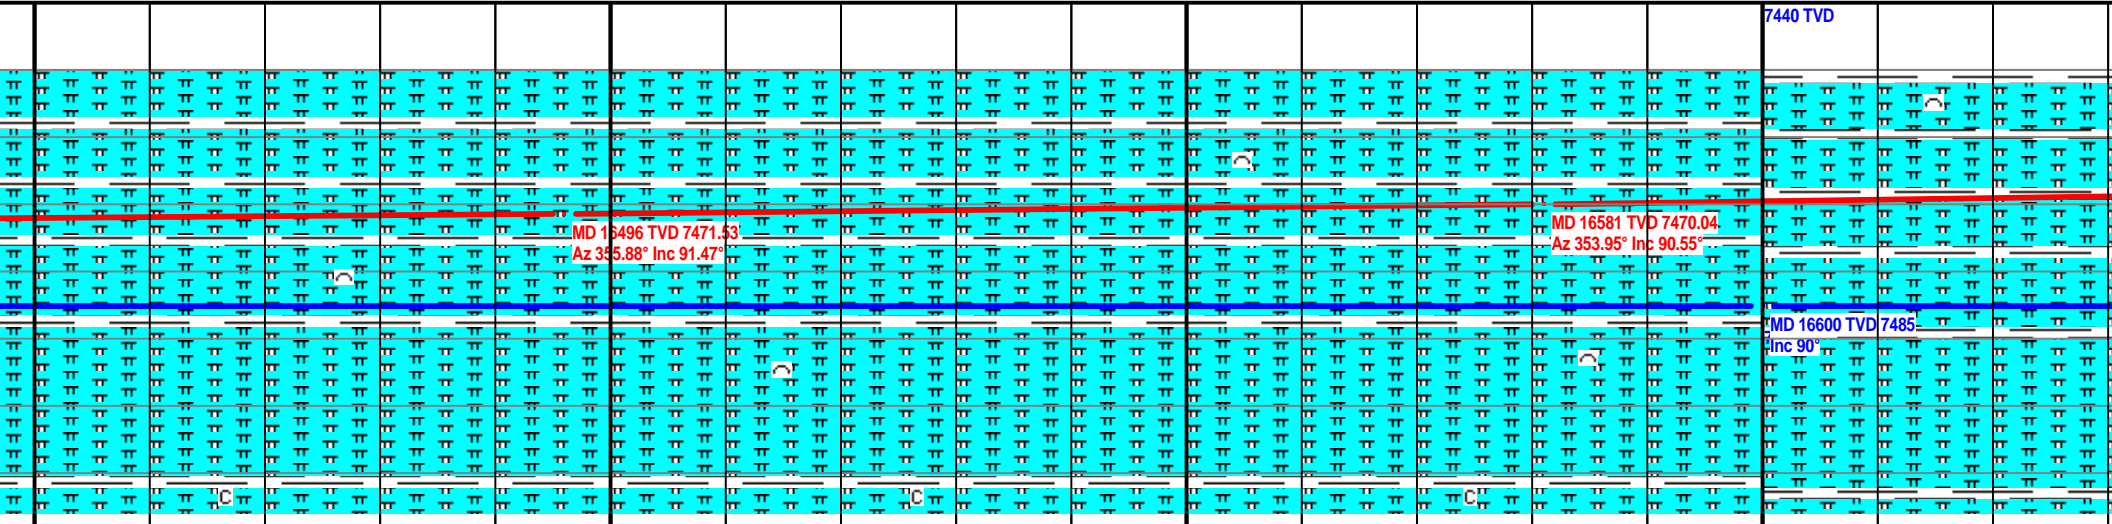 7440 TVD
MD 16496 TVD 7471.53
Az 355.88° Inc 91.47°
MD 16581 TVD 7470.04
Az 353.95° Inc 90.55°
MD 16600 TVD 7485
Inc 90°
C
C
C